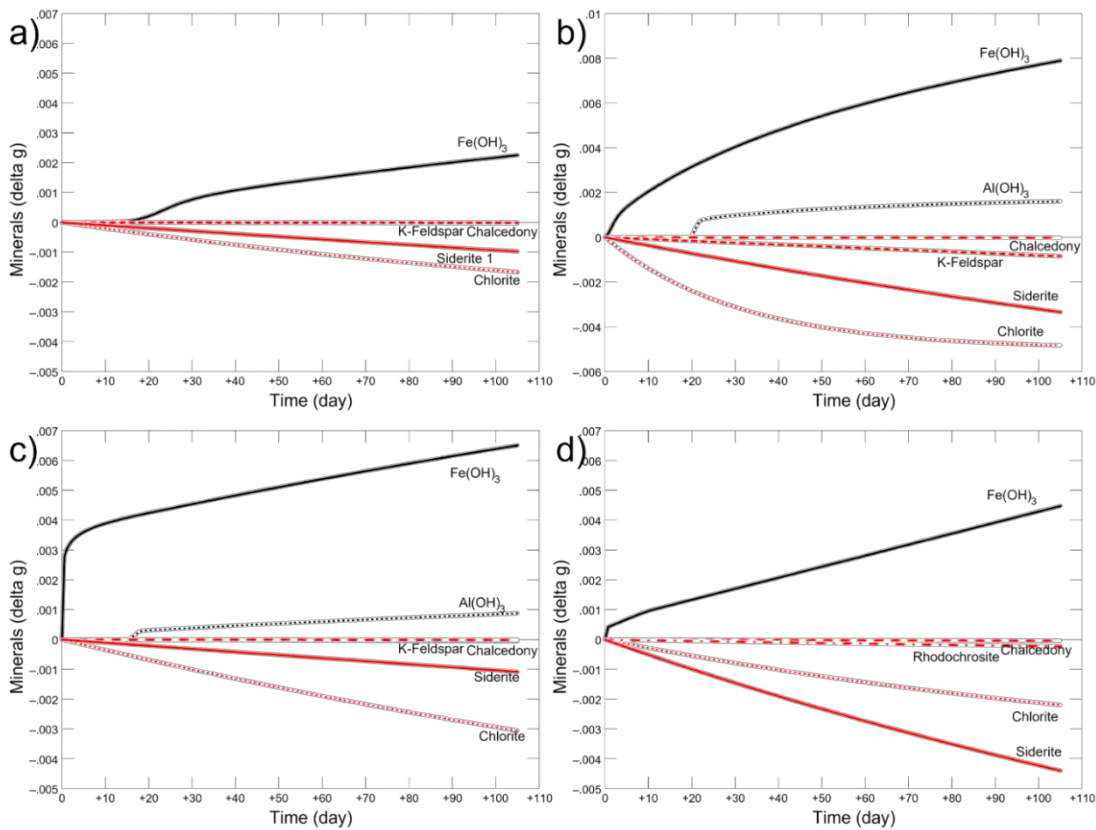 a)
Minerals (delta g)
.007
.006
.005
.004
.003
.002
.001
0
–.001
–.002
–.003
–.004
–.005
Fe(OH)3
K-Feldspar Chalcedony
Siderite 1
Chlorite
0 +10 +20 +30 +40 +50 +60 +70 +80 +90 +100 +110
Time (day)
b)
Minerals (delta g)
.01
.008
.006
.004
.002
0
–.002
–.004
–.006
Fe(OH)3
Al(OH)3
Chalcedony
K-Feldspar
Siderite
Chlorite
0 +10 +20 +30 +40 +50 +60 +70 +80 +90 +100 +110
Time (day)
c)
Minerals (delta g)
.007
.006
.005
.004
.003
.002
.001
0
–.001
–.002
–.003
–.004
–.005
Fe(OH)3
Al(OH)3
K-Feldspar Chalcedony
Siderite
Chlorite
0 +10 +20 +30 +40 +50 +60 +70 +80 +90 +100 +110
Time (day)
d)
Minerals (delta g)
.007
.006
.005
.004
.003
.002
.001
0
–.001
–.002
–.003
–.004
–.005
Fe(OH)3
Chalcedony
Rhodochrosite
Chlorite
Siderite
0 +10 +20 +30 +40 +50 +60 +70 +80 +90 +100 +110
Time (day)